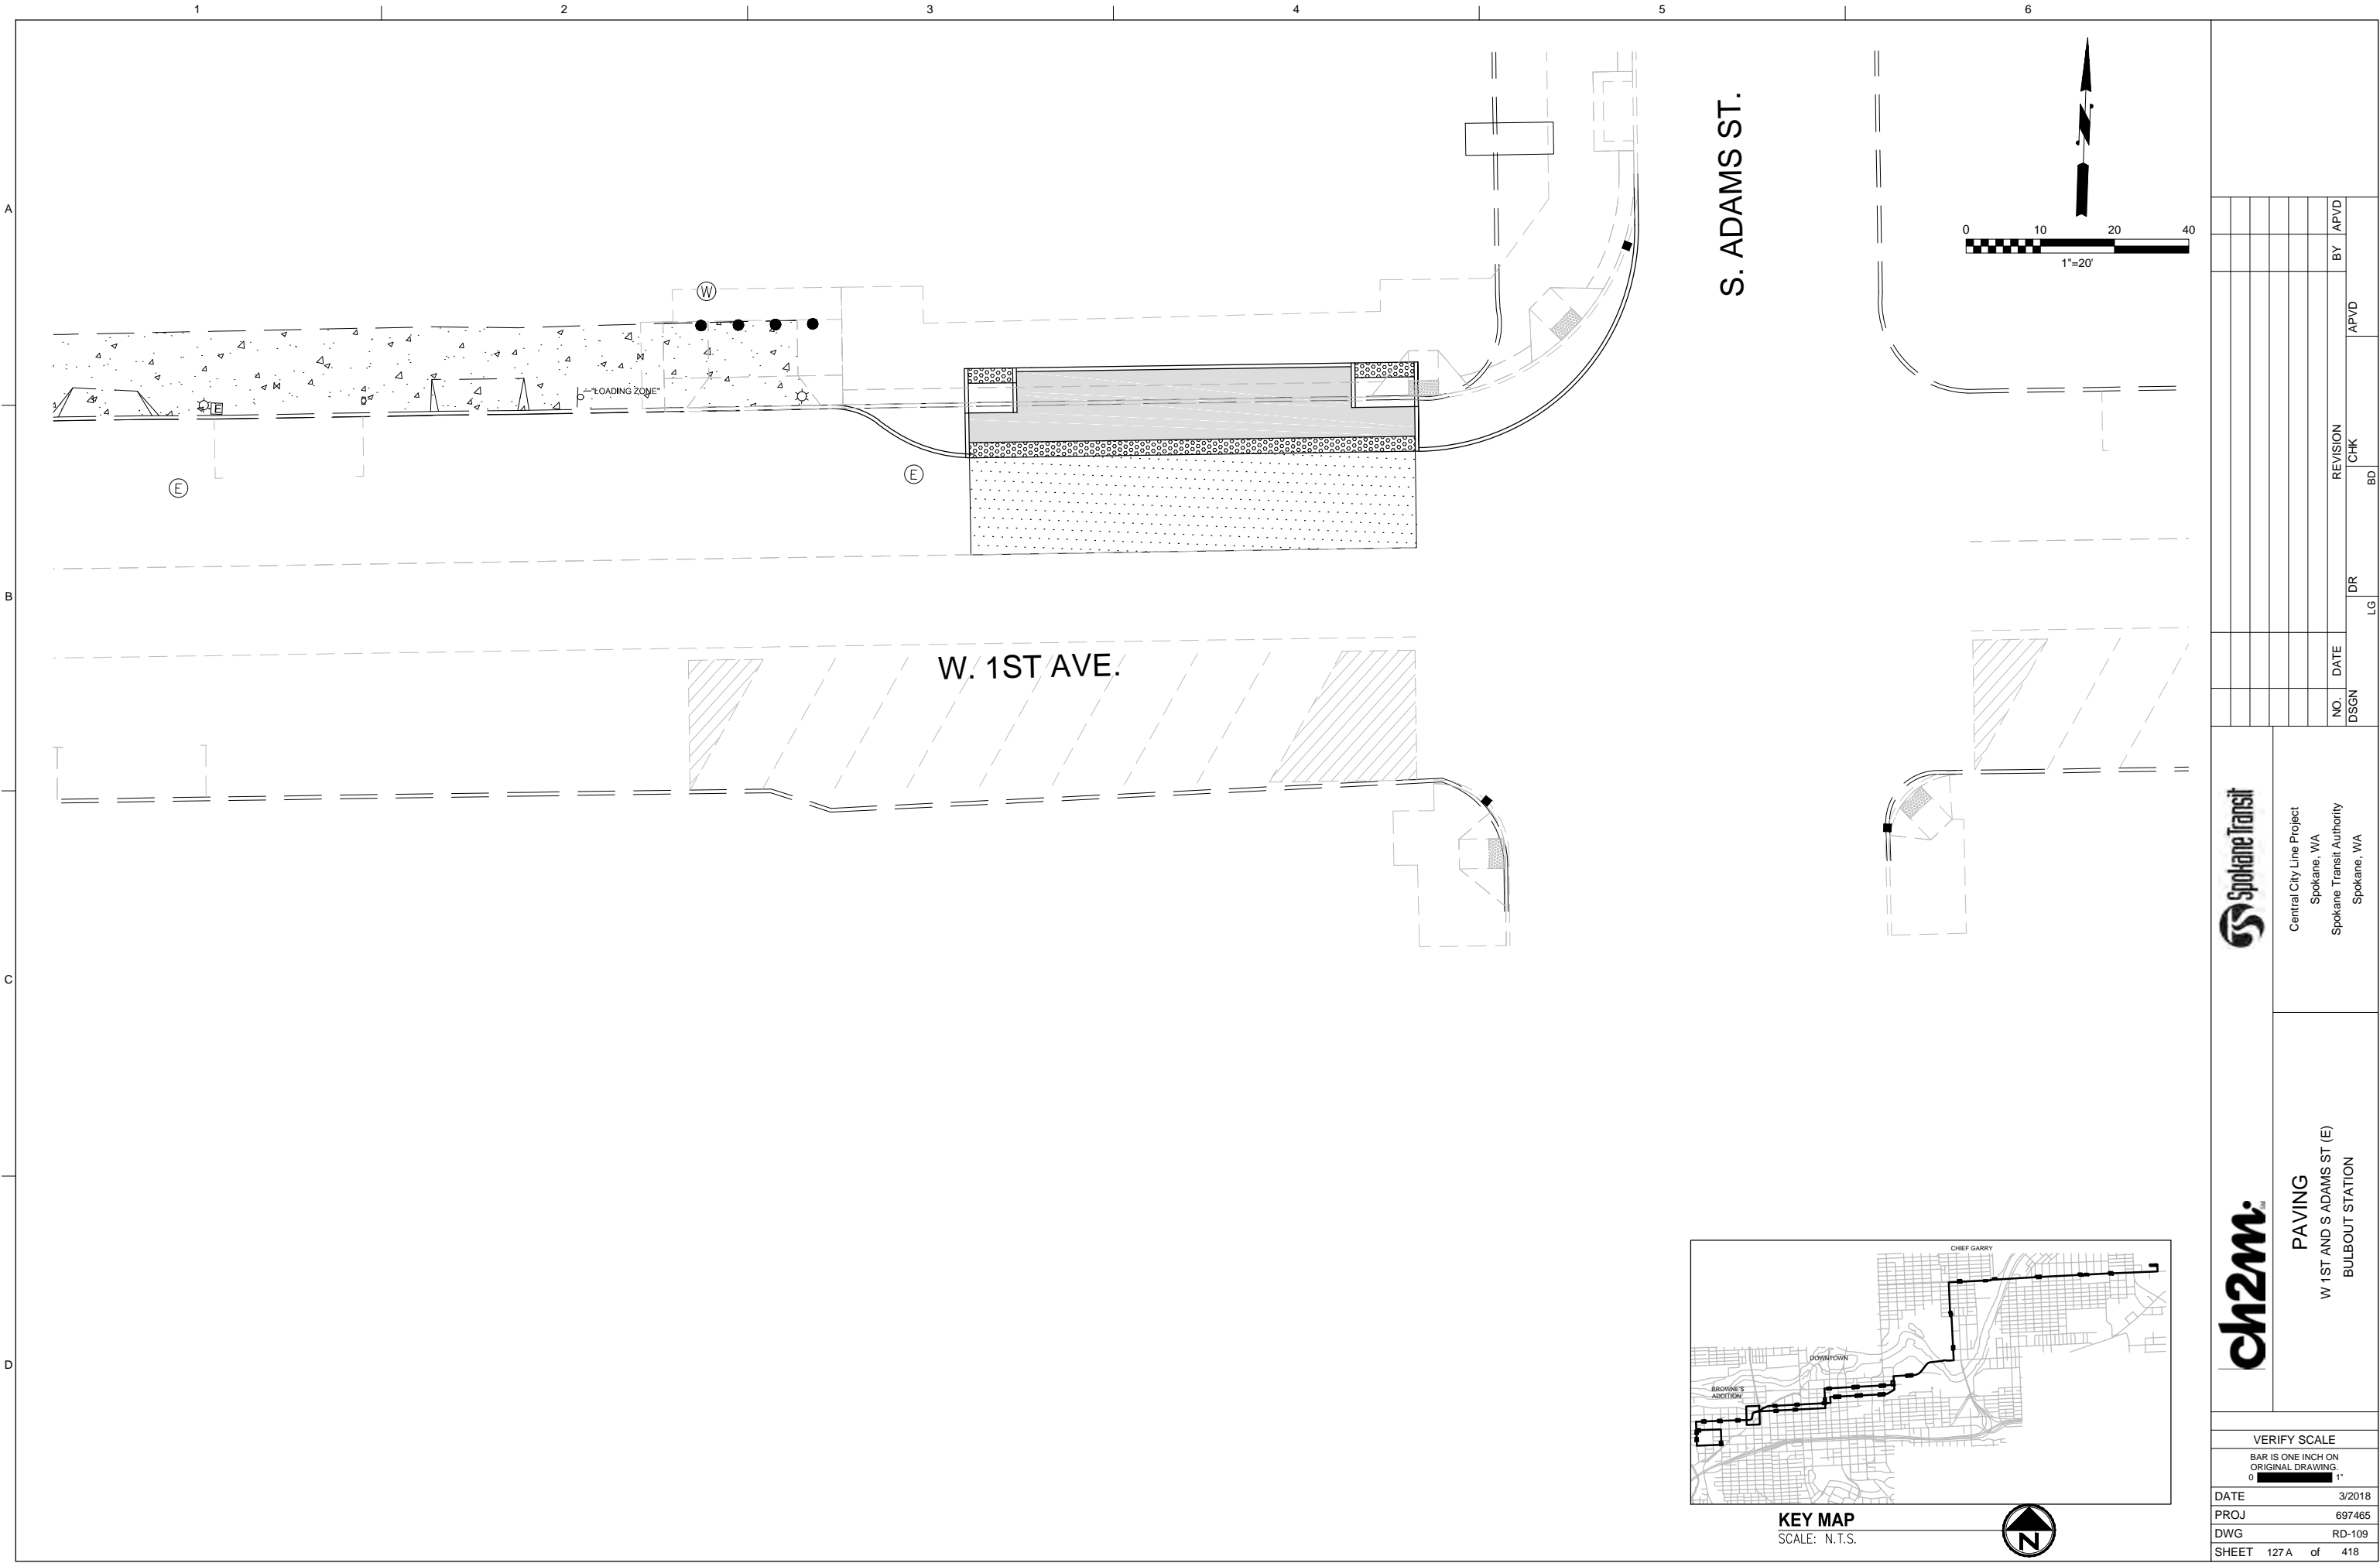 1
2
3
4
5
6
A
B
C
D
S. ADAMS ST.
N
0 10 20 40
1"=20'
W
"LOADING ZONE"
E
E
E
W. 1ST AVE.
CHIEF GARRY
DOWNTOWN
BROWNE'S
ADDITION
KEY MAP
SCALE: N.T.S.
N
NO. DATE REVISION BY APVD
DSGN DR CHK APVD
LG BD
SpokaneTransit
Central City Line Project
Spokane, WA
Spokane Transit Authority
Spokane, WA
ch2m.
SM
PAVING
W 1ST AND S ADAMS ST (E)
BULBOUT STATION
VERIFY SCALE
BAR IS ONE INCH ON
ORIGINAL DRAWING.
0 1"
DATE 3/2018
PROJ 697465
DWG RD-109
SHEET 127 A of 418